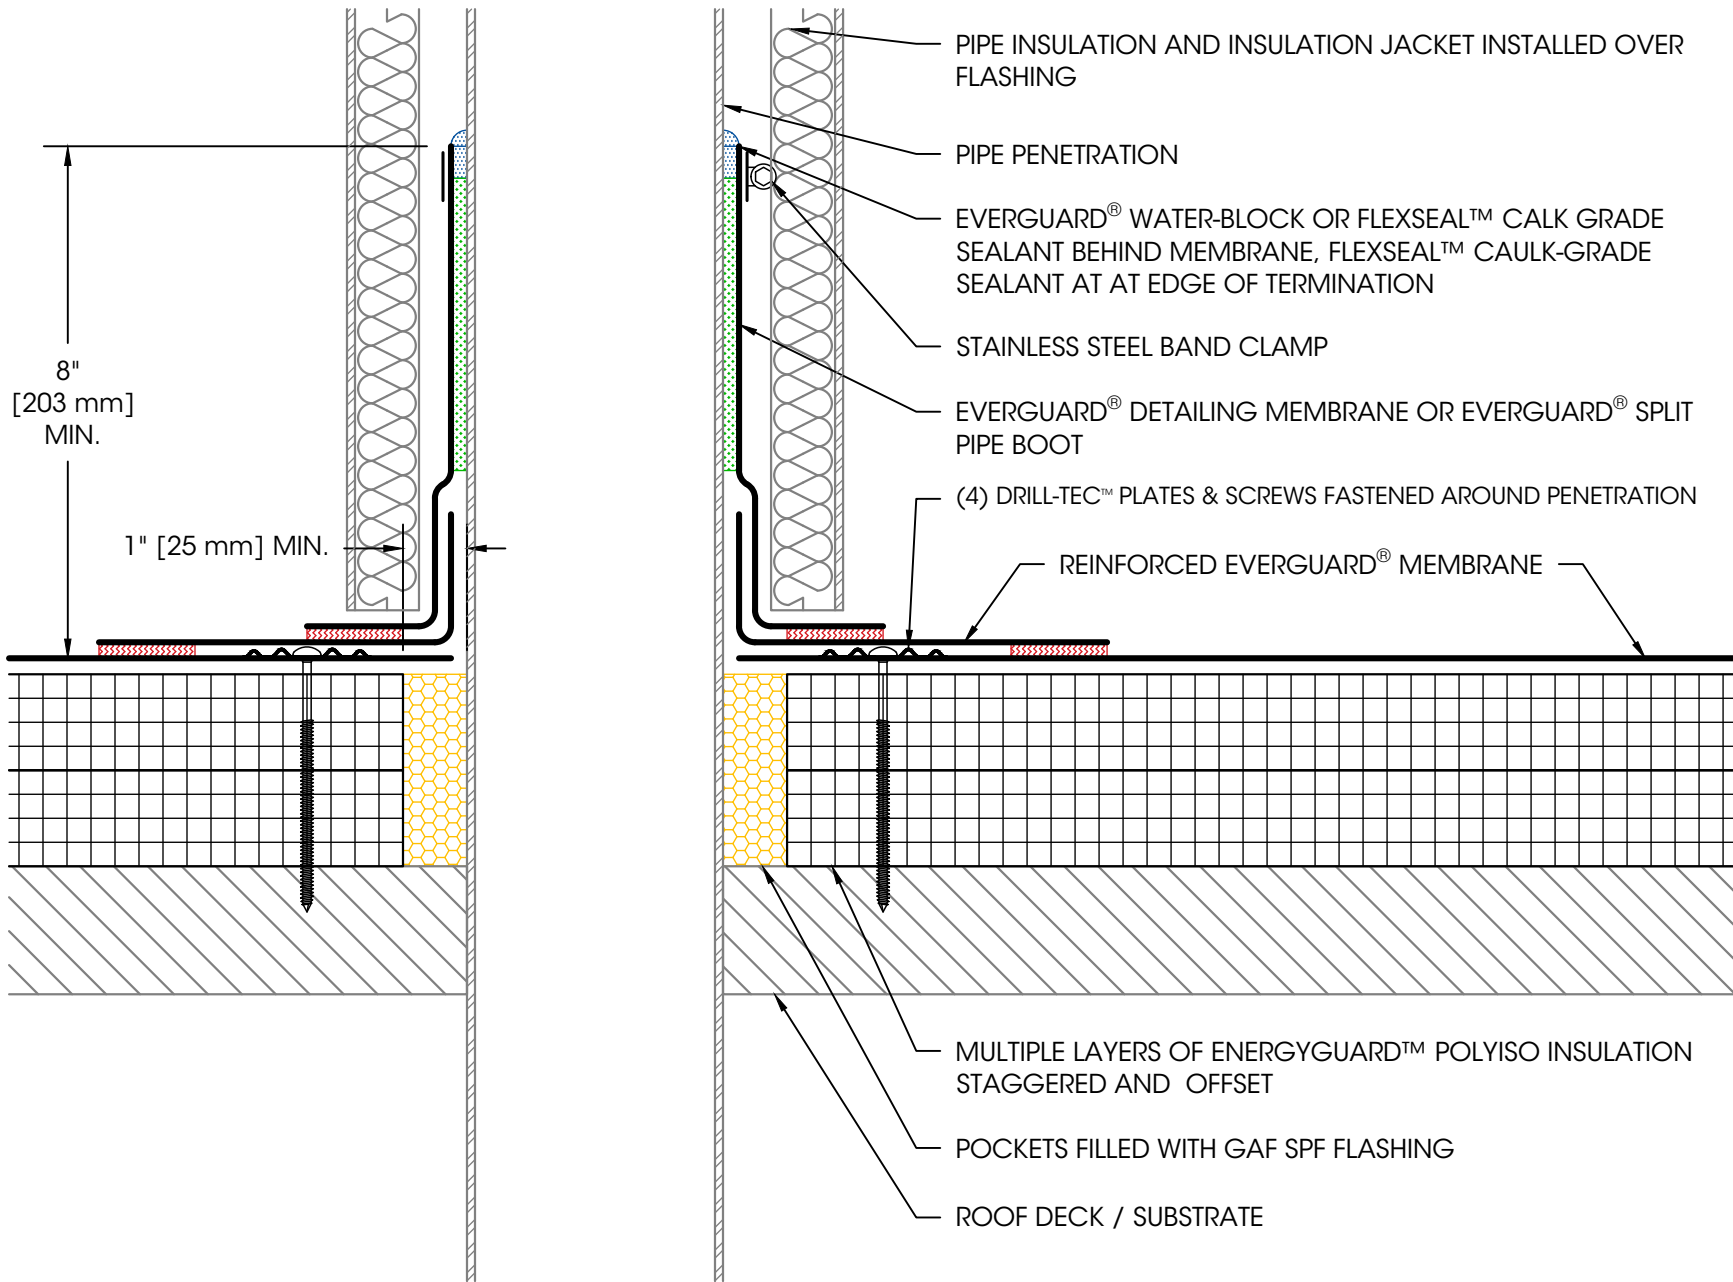 PIPE INSULATION AND INSULATION JACKET INSTALLED OVER
FLASHING
PIPE PENETRATION
EVERGUARD® WATER-BLOCK OR FLEXSEAL™ CALK GRADE
SEALANT BEHIND MEMBRANE, FLEXSEAL™ CAULK-GRADE
SEALANT AT AT EDGE OF TERMINATION
STAINLESS STEEL BAND CLAMP
8"
[203 mm]
MIN.
EVERGUARD® DETAILING MEMBRANE OR EVERGUARD® SPLIT
PIPE BOOT
(4) DRILL-TEC™ PLATES & SCREWS FASTENED AROUND PENETRATION
1" [25 mm] MIN.
REINFORCED EVERGUARD® MEMBRANE
MULTIPLE LAYERS OF ENERGYGUARD™ POLYISO INSULATION
STAGGERED AND OFFSET
POCKETS FILLED WITH GAF SPF FLASHING
ROOF DECK / SUBSTRATE